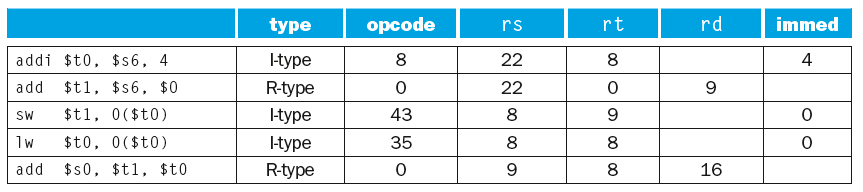 type opcode rs rt rd immed
addi $t0, $s6, 4 I-type 8 22 8 4
add $t1, $s6, $0 R-type 0 22 0 9
sw $t1, 0($t0) I-type 43 8 9 0
lw $t0, 0($t0) I-type 35 8 8 0
add $s0, $t1, $t0 R-type 0 9 8 16